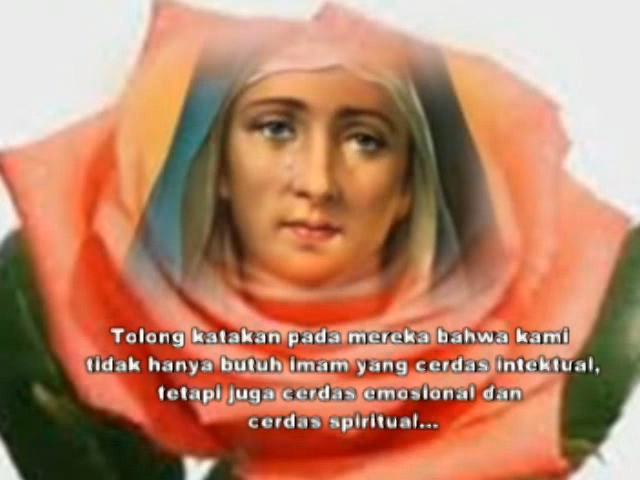 Tolong katakan pada mereka bahwa kami
tidak hanya butuh imam yang cerdas intektual,
tetapi juga cerdas emosional dan
cerdas spiritual...